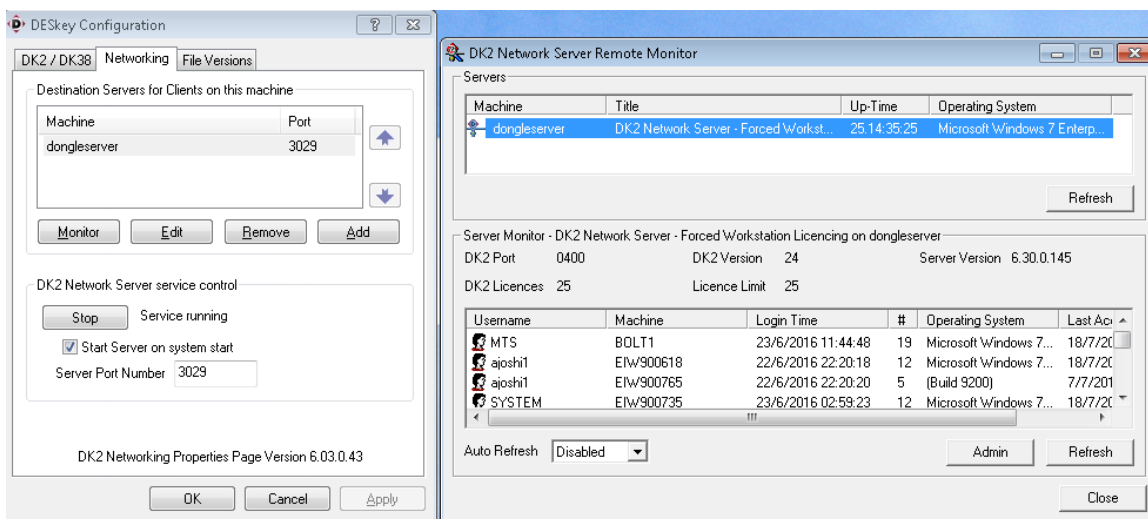 DESkey Configuration
DK2 / DK38 Networking File Versions
Destination Servers for Clients on this machine
Machine Port
dongleserver 3029
Monitor Edit Remove Add
DK2 Network Server service control
Stop Service running
Start Server on system start
Server Port Number 3029
DK2 Networking Properties Page Version 6.03.0.43
OK Cancel Apply
DK2 Network Server Remote Monitor
Servers
Machine Title Up-Time Operating System
dongleserver DK2 Network Server - Forced Workst... 25.14:35:25 Microsoft Windows 7 Enterp...
Refresh
Server Monitor - DK2 Network Server - Forced Workstation Licencing on dongleserver
DK2 Port 0400 DK2 Version 24 Server Version 6.30.0.145
DK2 Licences 25 Licence Limit 25
Username Machine Login Time # Operating System Last Ac
MTS BOLT1 23/6/2016 11:44:48 19 Microsoft Windows 7... 18/7/20
ajoshi1 EIW900618 22/6/2016 22:20:18 12 Microsoft Windows 7... 18/7/20
ajoshi1 EIW900765 22/6/2016 22:20:20 5 (Build 9200) 7/7/201
SYSTEM EIW900735 23/6/2016 02:59:23 12 Microsoft Windows 7... 18/7/20
Auto Refresh Disabled Admin Refresh
Close